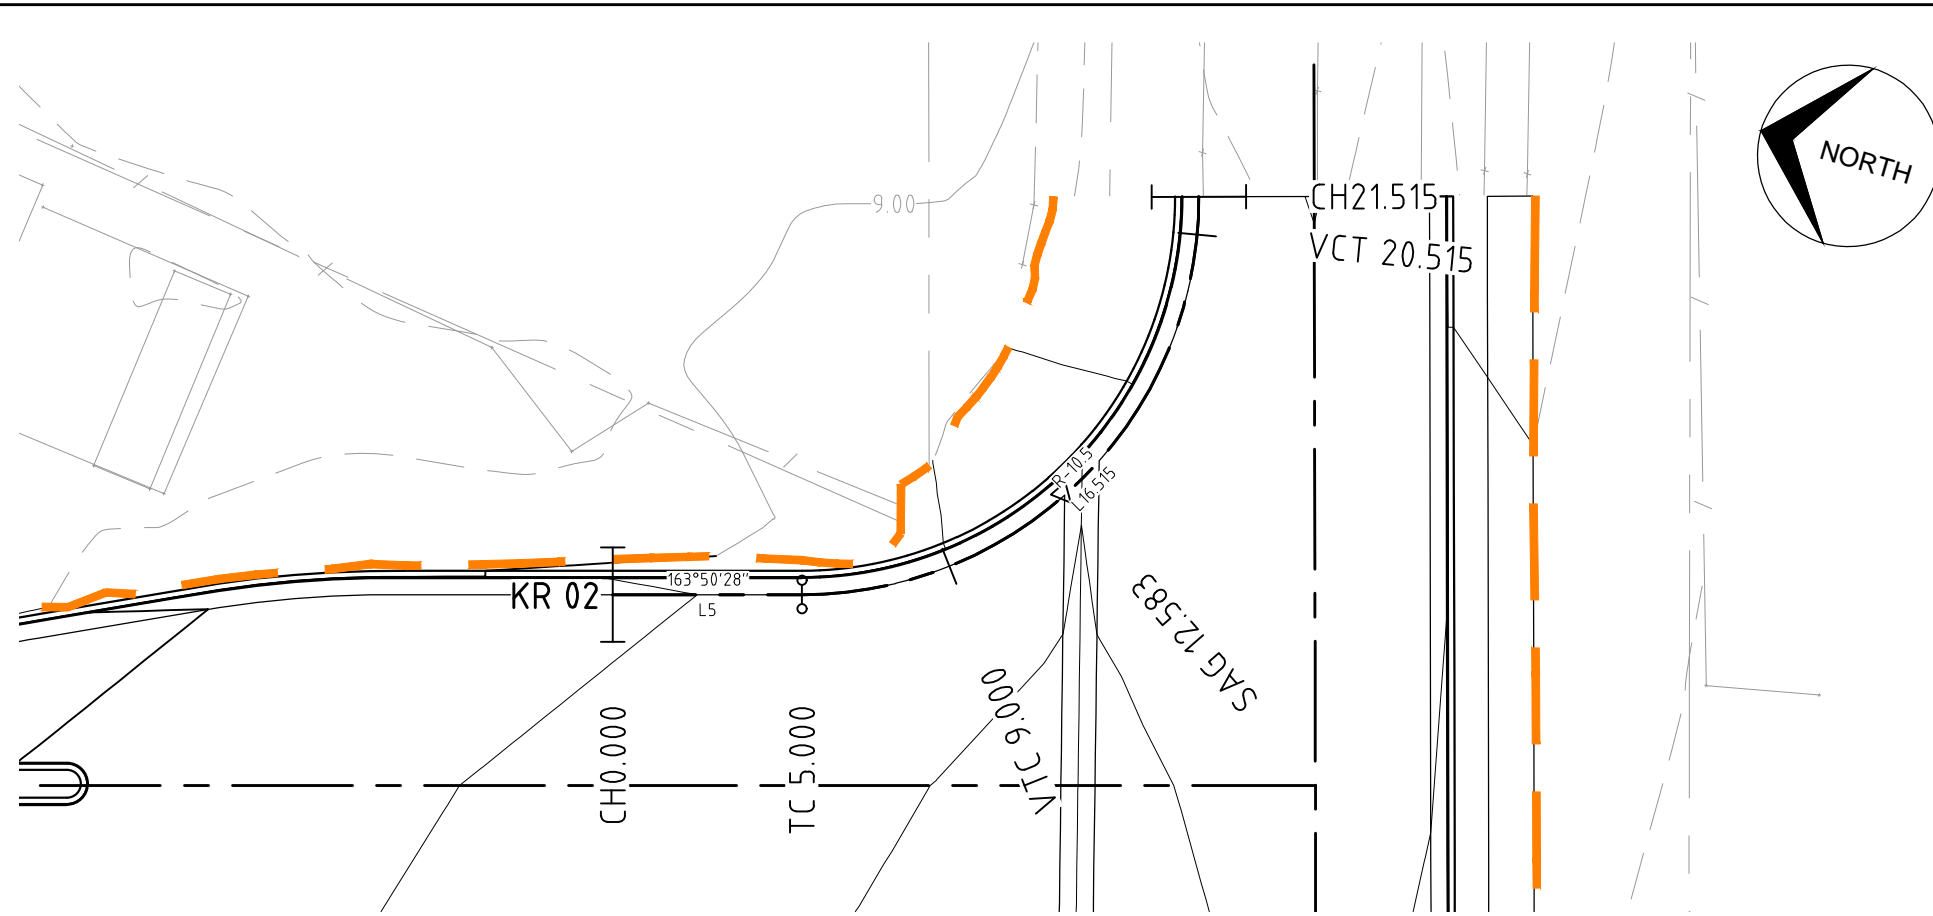 NORTH
9.00
CH21.515
VCT 20.515
R-10.5
L16.515
163°50'28"
KR 02
L5
SAG 12.583
VTC 9.000
CH0.000
TC 5.000